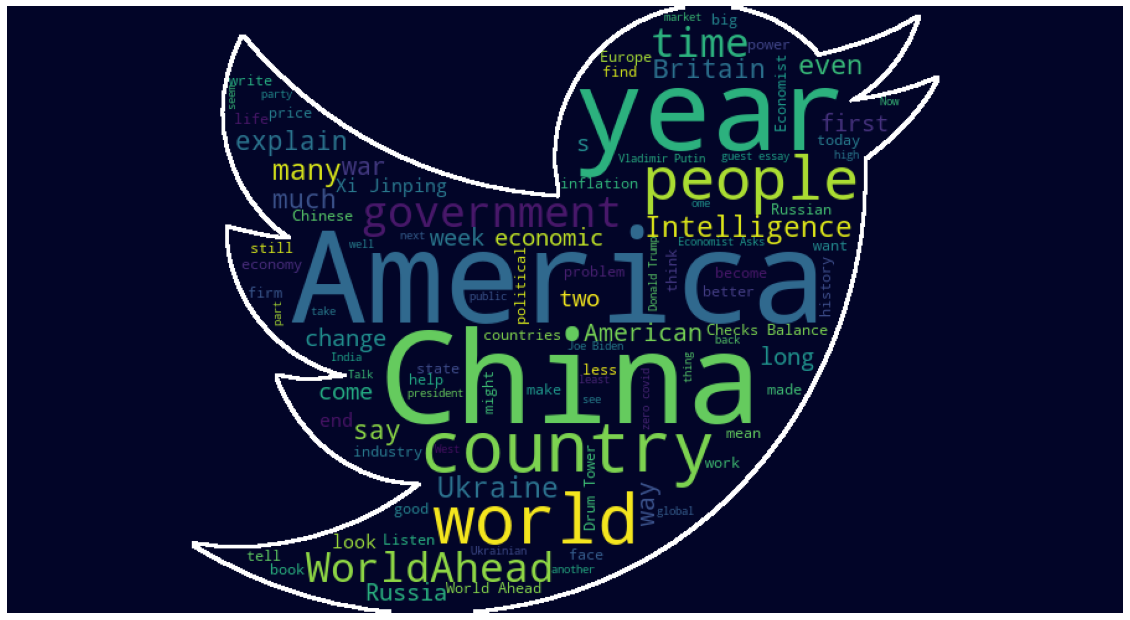 market big
time power
Europe
find Britain even
write
seems party year Economist Now
life price first
explain s today
Vladimir Putin guest essay high
many war people
Xi Jinping inflation
much ome
Chinese government Russian
Intelligence
still well next week economic Economist Asks want
economy America political problem Donald Trump think become history
firm public two better
part take
change countries American Checks Balance
India China Joe Biden back long
Talk state less thing
come help president might make least zero covid see made
end say country mean
industry West work
Ukraine Drum Tower way
good world global
look Listen Ukrainian face
tell
book WorldAhead another
Russia World Ahead